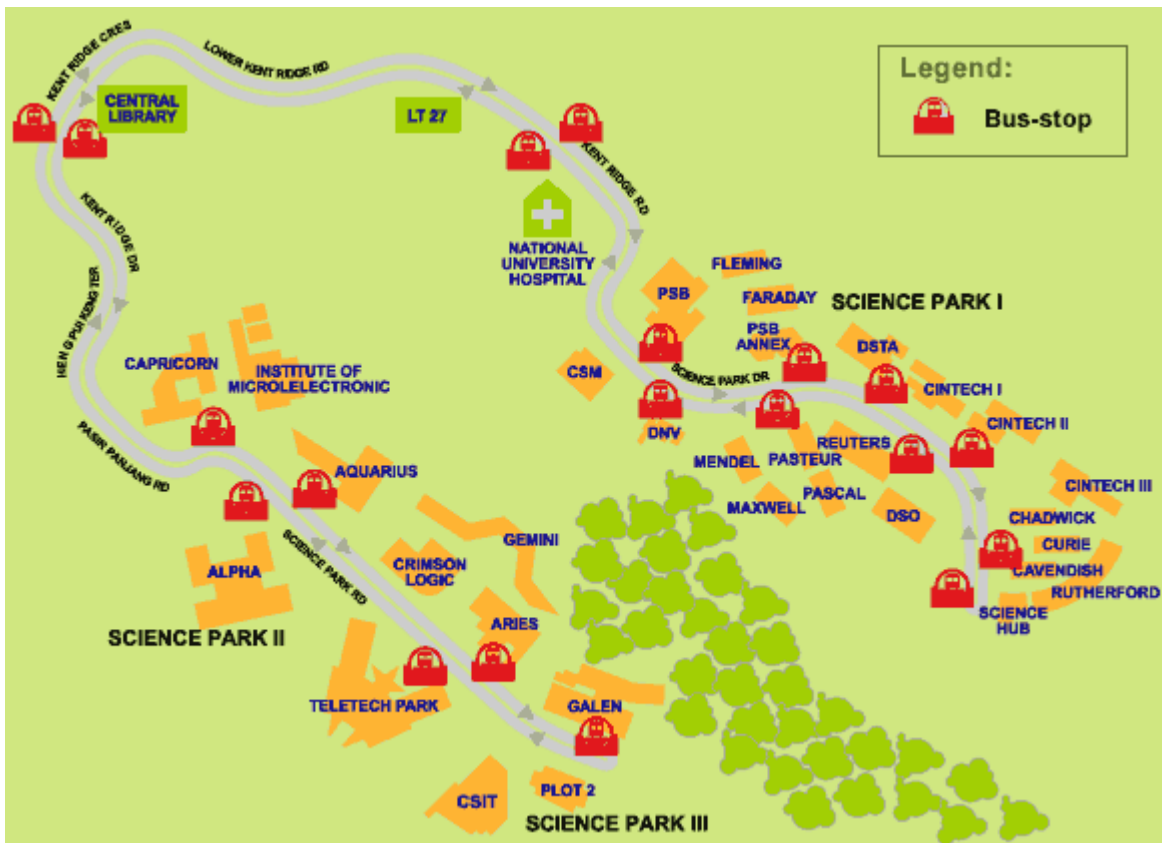 KENT RIDGE CRES
LOWER KENT RIDGE RD
Legend:
Bus-stop
CENTRAL
LIBRARY
LT 27
KENT RIDGE RD
KENT RIDGE DR
NATIONAL
UNIVERSITY
HOSPITAL
FLEMING
PSB
FARADAY
SCIENCE PARK I
HENG PUI KENG TER
PSB
ANNEX
DSTA
CAPRICORN
INSTITUTE OF
MICROLELECTRONIC
CSM
SCIENCE PARK DR
CINTECH I
CINTECH II
DNV
REUTERS
MENDEL
PASTEUR
PASIR PANJANG RD
AQUARIUS
CINTECH III
MAXWELL
PASCAL
DSO
CHADWICK
GEMINI
CURIE
ALPHA
SCIENCE PARK RD
CRIMSON
LOGIC
CAVENDISH
RUTHERFORD
SCIENCE
HUB
ARIES
SCIENCE PARK II
TELETECH PARK
GALEN
CSIT
PLOT 2
SCIENCE PARK III